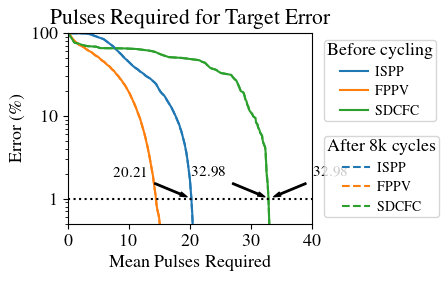 Pulses Required for Target Error
Error (%)
100
10
1
20.21
32.98
32.98
0
10
20
30
40
Mean Pulses Required
Before cycling
ISPP
FPPV
SDCFC
After 8k cycles
ISPP
FPPV
SDCFC